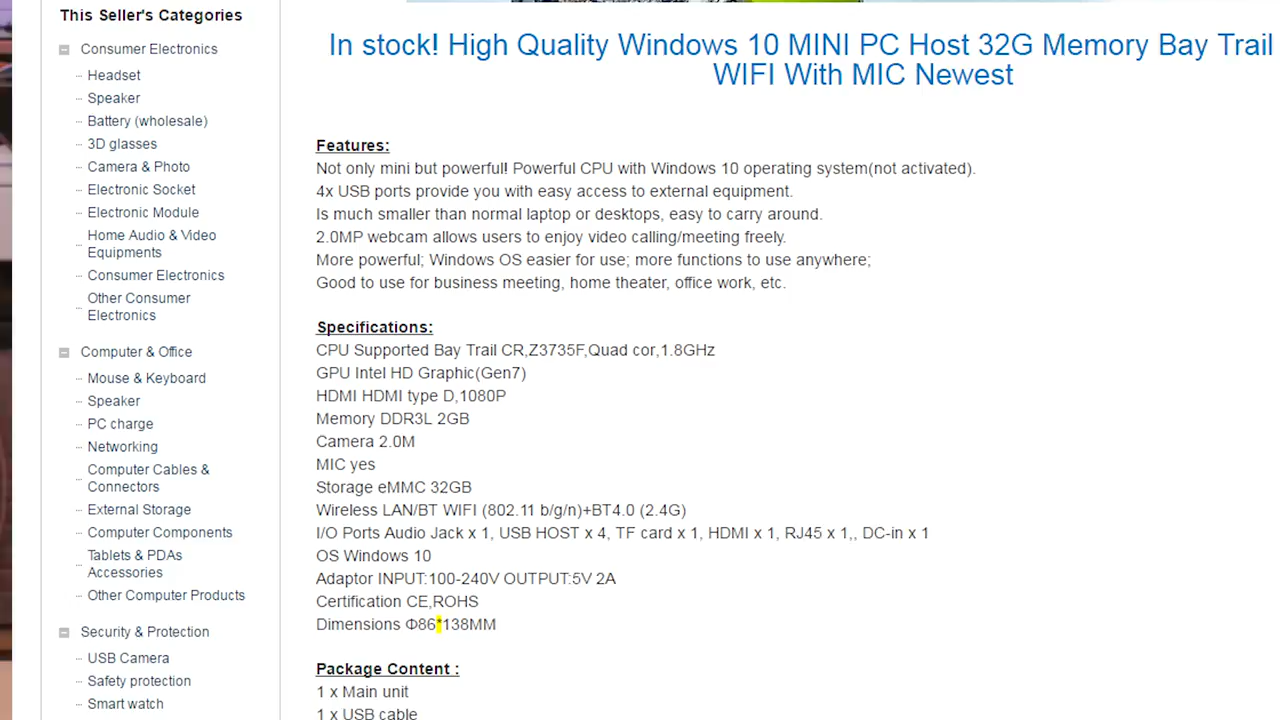 This Seller's Categories
Consumer Electronics
Headset
Speaker
Battery (wholesale)
3D glasses
Camera & Photo
Electronic Socket
Electronic Module
Home Audio & Video
Equipments
Consumer Electronics
Other Consumer
Electronics
Computer & Office
Mouse & Keyboard
Speaker
PC charge
Networking
Computer Cables &
Connectors
External Storage
Computer Components
Tablets & PDAs
Accessories
Other Computer Products
Security & Protection
USB Camera
Safety protection
Smart watch
In stock! High Quality Windows 10 MINI PC Host 32G Memory Bay Trail
WIFI With MIC Newest
Features:
Not only mini but powerful! Powerful CPU with Windows 10 operating system(not activated).
4x USB ports provide you with easy access to external equipment.
Is much smaller than normal laptop or desktops, easy to carry around.
2.0MP webcam allows users to enjoy video calling/meeting freely.
More powerful; Windows OS easier for use; more functions to use anywhere;
Good to use for business meeting, home theater, office work, etc.
Specifications:
CPU Supported Bay Trail CR,Z3735F,Quad cor,1.8GHz
GPU Intel HD Graphic(Gen7)
HDMI HDMI type D,1080P
Memory DDR3L 2GB
Camera 2.0M
MIC yes
Storage eMMC 32GB
Wireless LAN/BT WIFI (802.11 b/g/n)+BT4.0 (2.4G)
I/O Ports Audio Jack x 1, USB HOST x 4, TF card x 1, HDMI x 1, RJ45 x 1,, DC-in x 1
OS Windows 10
Adaptor INPUT:100-240V OUTPUT:5V 2A
Certification CE,ROHS
Dimensions Φ86*138MM
Package Content :
1 x Main unit
1 x USB cable